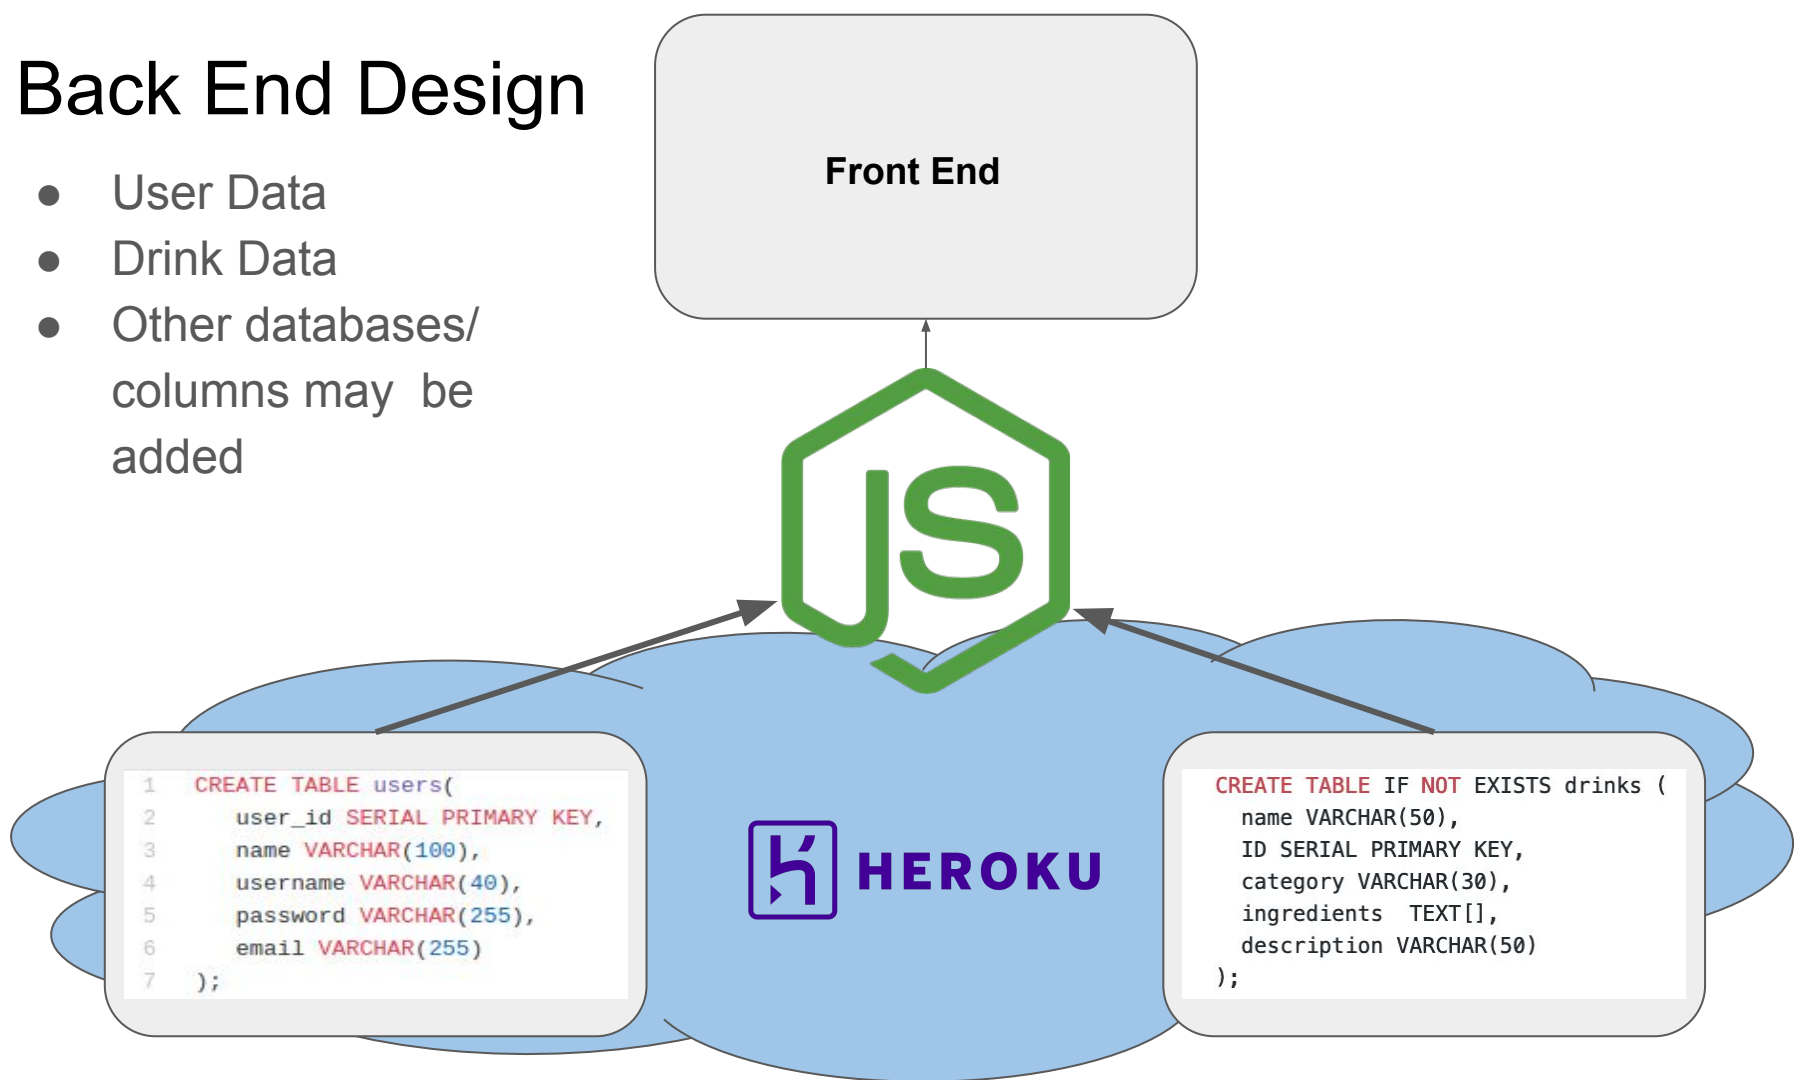 Back End Design
● User Data
● Drink Data
● Other databases/
columns may  be
added
Front End
JS
1 CREATE TABLE users(
2 user_id SERIAL PRIMARY KEY,
3 name VARCHAR(100),
4 username VARCHAR(40),
5 password VARCHAR(255),
6 email VARCHAR(255)
7 );
HEROKU
CREATE TABLE IF NOT EXISTS drinks (
name VARCHAR(50),
ID SERIAL PRIMARY KEY,
category VARCHAR(30),
ingredients  TEXT[],
description VARCHAR(50)
);